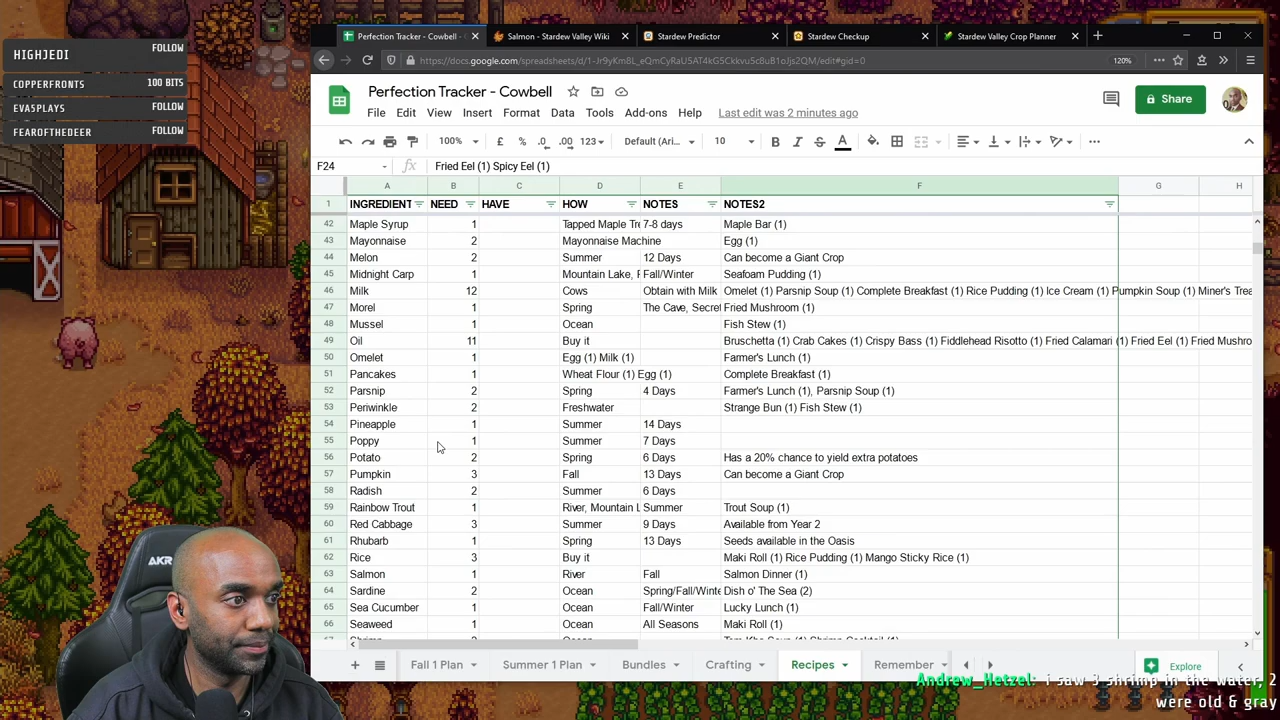 HIGHJEDI FOLLOW
COPPERFRONTS 100 BITS
EVASPLAYS FOLLOW
FEAROFTHEDEER FOLLOW
Perfection Tracker - Cowbell - Salmon - Stardew Valley Wiki Stardew Predictor Stardew Checkup Stardew Valley Crop Planner
120%
Perfection Tracker - Cowbell
File Edit View Insert Format Data Tools Add-ons Help Last edit was 2 minutes ago
Share
100% £ % .0 .00 123 Default (Ari... 10 B I S A
F24 fx Fried Eel (1) Spicy Eel (1)
A B C D E F G H
1 INGREDIENT NEED HAVE HOW NOTES NOTES2
42 Maple Syrup 1 Tapped Maple Tre 7-8 days Maple Bar (1)
43 Mayonnaise 2 Mayonnaise Machine Egg (1)
44 Melon 2 Summer 12 Days Can become a Giant Crop
45 Midnight Carp 1 Mountain Lake, F Fall/Winter Seafoam Pudding (1)
46 Milk 12 Cows Obtain with Milk Omelet (1) Parsnip Soup (1) Complete Breakfast (1) Rice Pudding (1) Ice Cream (1) Pumpkin Soup (1) Miner's Trea
47 Morel 1 Spring The Cave, Secret Fried Mushroom (1)
48 Mussel 1 Ocean Fish Stew (1)
49 Oil 11 Buy it Bruschetta (1) Crab Cakes (1) Crispy Bass (1) Fiddlehead Risotto (1) Fried Calamari (1) Fried Eel (1) Fried Mushro
50 Omelet 1 Egg (1) Milk (1) Farmer's Lunch (1)
51 Pancakes 1 Wheat Flour (1) Egg (1) Complete Breakfast (1)
52 Parsnip 2 Spring 4 Days Farmer's Lunch (1), Parsnip Soup (1)
53 Periwinkle 2 Freshwater Strange Bun (1) Fish Stew (1)
54 Pineapple 1 Summer 14 Days
55 Poppy 1 Summer 7 Days
56 Potato 2 Spring 6 Days Has a 20% chance to yield extra potatoes
57 Pumpkin 3 Fall 13 Days Can become a Giant Crop
58 Radish 2 Summer 6 Days
59 Rainbow Trout 1 River, Mountain L Summer Trout Soup (1)
60 Red Cabbage 3 Summer 9 Days Available from Year 2
61 Rhubarb 1 Spring 13 Days Seeds available in the Oasis
62 Rice 3 Buy it Maki Roll (1) Rice Pudding (1) Mango Sticky Rice (1)
63 Salmon 1 River Fall Salmon Dinner (1)
64 Sardine 2 Ocean Spring/Fall/Winte Dish o' The Sea (2)
65 Sea Cucumber 1 Ocean Fall/Winter Lucky Lunch (1)
66 Seaweed 1 Ocean All Seasons Maki Roll (1)
Fall 1 Plan Summer 1 Plan Bundles Crafting Recipes Remember Explore
Andrew_Hetzel: i saw 3 shrimp in the water, 2
were old & gray
AKR